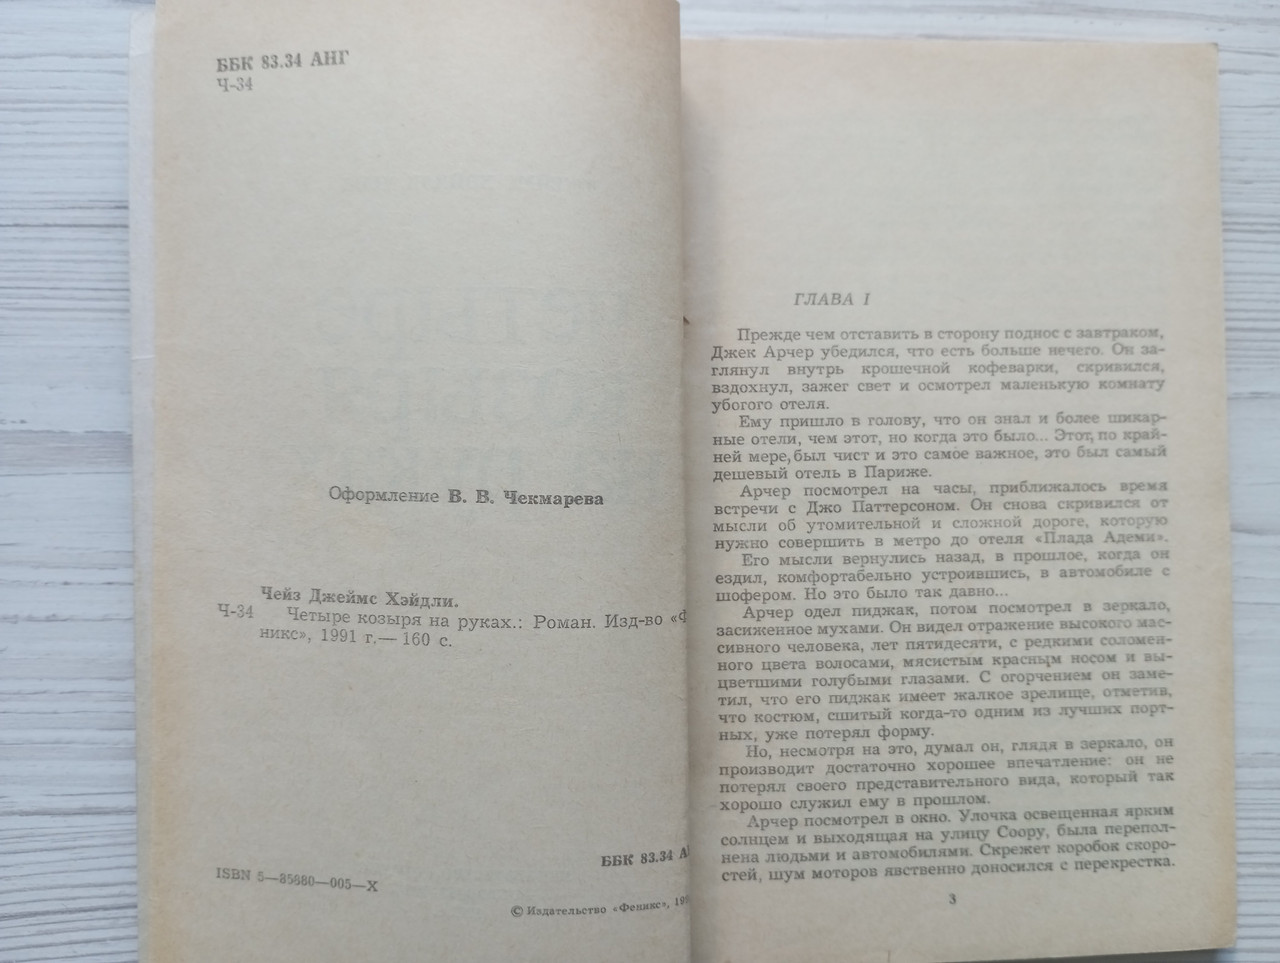 ББК 83.34 АНГ
Ч-34
Оформление В. В. Чекмарева
Чейз Джеймс Хэйдли.
Ч-34 Четыре козыря на руках.: Роман. Изд-во «Ф
никс», 1991 г.— 160 с.
ББК 83.34 А
ISBN 5—85880—005—X
© Издательство «Феникс», 199
ГЛАВА I
Прежде чем отставить в сторону поднос с завтраком,
Джек Арчер убедился, что есть больше нечего. Он за-
глянул внутрь крошечной кофеварки, скривился,
вздохнул, зажег свет и осмотрел маленькую комнату
убогого отеля.
Ему пришло в голову, что он знал и более шикар-
ные отели, чем этот, но когда это было... Этот, по край-
ней мере, был чист и это самое важное, это был самый
дешевый отель в Париже.
Арчер посмотрел на часы, приближалось время
встречи с Джо Паттерсоном. Он снова скривился от
мысли об утомительной и сложной дороге, которую
нужно совершить в метро до отеля «Плада Адеми».
Его мысли вернулись назад, в прошлое, когда он
ездил, комфортабельно устроившись, в автомобиле с
шофером. Но это было так давно...
Арчер одел пиджак, потом посмотрел в зеркало,
засиженное мухами. Он видел отражение высокого мас-
сивного человека, лет пятидесяти, с редкими соломен-
ного цвета волосами, мясистым красным носом и вы-
цветшими голубыми глазами. С огорчением он заме-
тил, что его пиджак имеет жалкое зрелище, отметив,
что костюм, сшитый когда-то одним из лучших порт-
ных, уже потерял форму.
Но, несмотря на это, думал он, глядя в зеркало, он
производит достаточно хорошее впечатление: он не
потерял своего представительного вида, который так
хорошо служил ему в прошлом.
Арчер посмотрел в окно. Улочка освещенная ярким
солнцем и выходящая на улицу Соору, была перепол-
нена людьми и автомобилями. Скрежет коробок скоро-
стей, шум моторов явственно доносился с перекрестка.
3